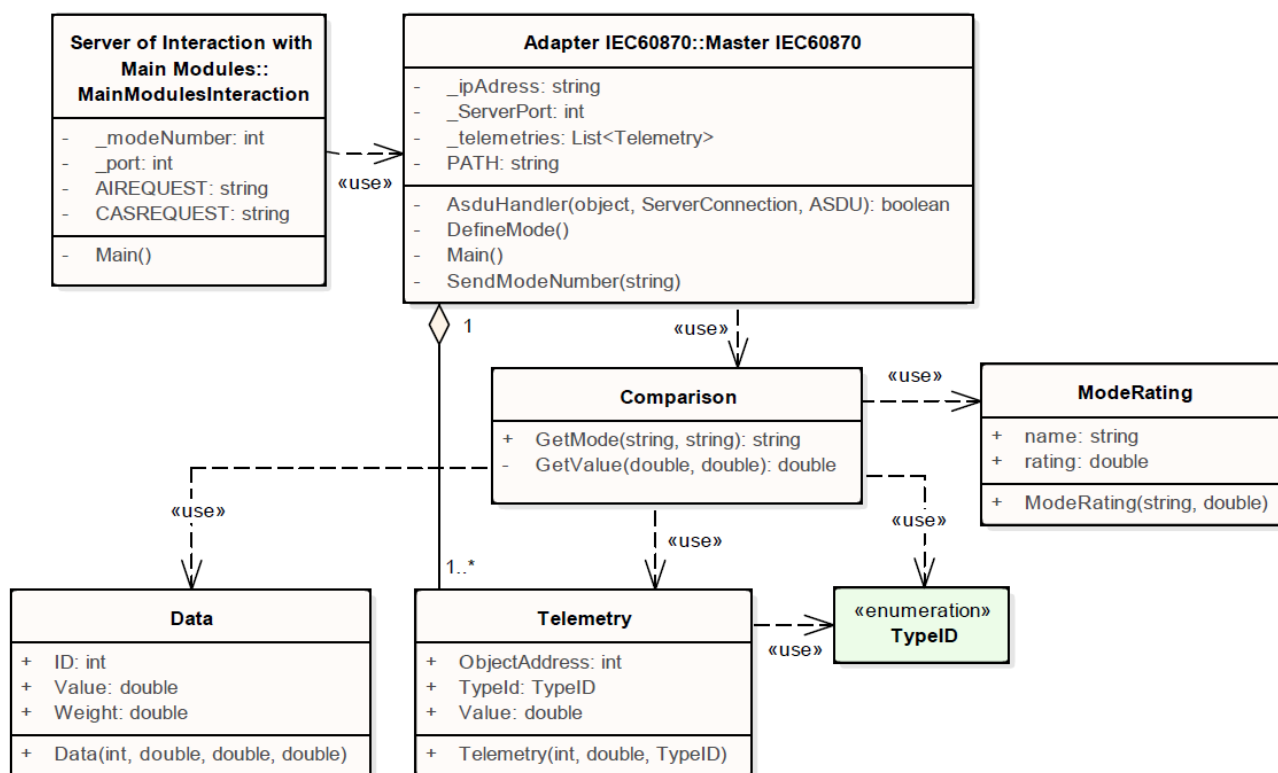 Server of Interaction with
Main Modules::
MainModulesInteraction
- _modeNumber: int
- _port: int
- AIREQUEST: string
- CASREQUEST: string
- Main()
«use»
Adapter IEC60870::Master IEC60870
- _ipAdress: string
- _ServerPort: int
- _telemetries: List<Telemetry>
- PATH: string
- AsduHandler(object, ServerConnection, ASDU): boolean
- DefineMode()
- Main()
- SendModeNumber(string)
1
«use»
Comparison
+ GetMode(string, string): string
- GetValue(double, double): double
«use»
ModeRating
+ name: string
+ rating: double
+ ModeRating(string, double)
«use»
«use»
«use»
1..*
Data
+ ID: int
+ Value: double
+ Weight: double
+ Data(int, double, double, double)
Telemetry
+ ObjectAddress: int
+ TypeId: TypeID
+ Value: double
+ Telemetry(int, double, TypeID)
«use»
«enumeration»
TypeID